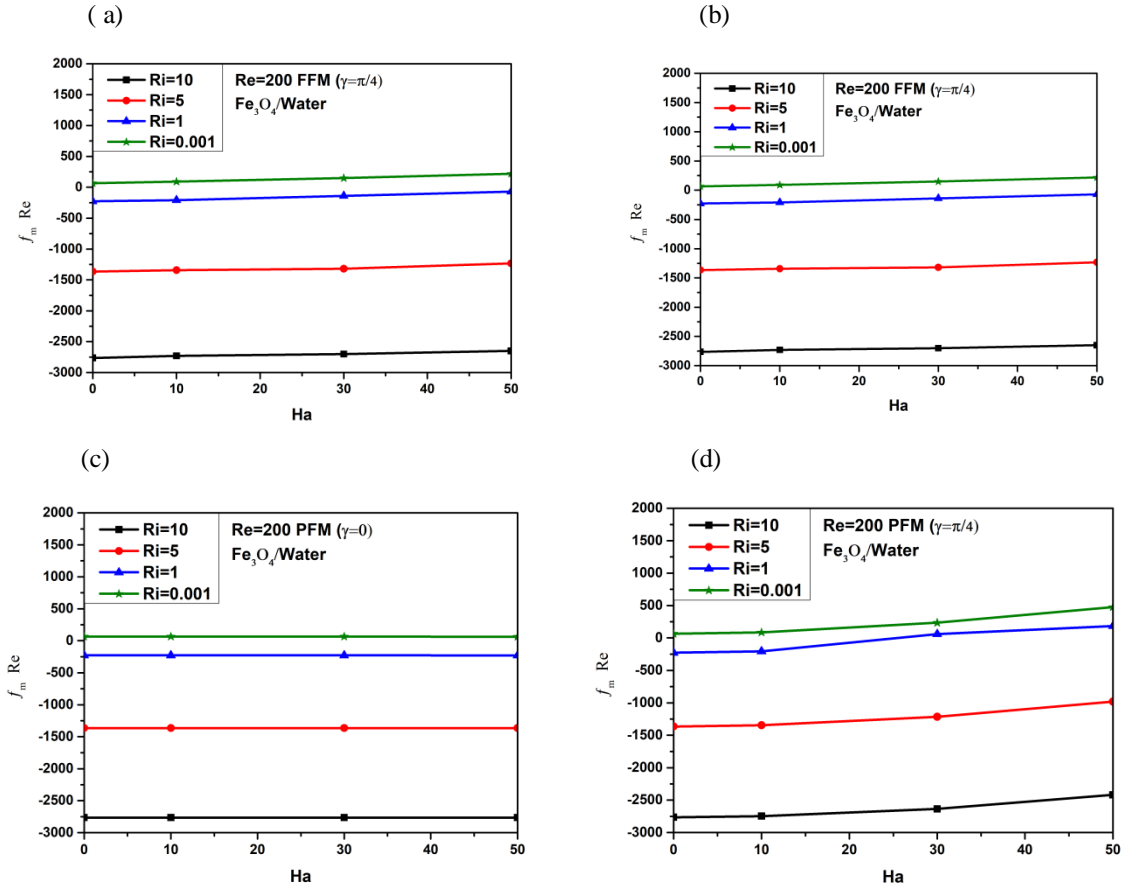 ( a)
(b)
Ri=10
Ri=5
Ri=1
Ri=0.001
Re=200 FFM (γ=π/4)
Fe₃O₄/Water
2000
1500
1000
500
0
-500
-1000
-1500
-2000
-2500
-3000
fₘ Re
0
10
20
30
40
50
Ha
Ri=10
Ri=5
Ri=1
Ri=0.001
Re=200 FFM (γ=π/4)
Fe₃O₄/Water
2000
1500
1000
500
0
-500
-1000
-1500
-2000
-2500
-3000
fₘ Re
0
10
20
30
40
50
Ha
(c)
(d)
Ri=10
Ri=5
Ri=1
Ri=0.001
Re=200 PFM (γ=0)
Fe₃O₄/Water
2000
1500
1000
500
0
-500
-1000
-1500
-2000
-2500
-3000
fₘ Re
0
10
20
30
40
50
Ha
Ri=10
Ri=5
Ri=1
Ri=0.001
Re=200 PFM (γ=π/4)
Fe₃O₄/Water
2000
1500
1000
500
0
-500
-1000
-1500
-2000
-2500
-3000
fₘ Re
0
10
20
30
40
50
Ha